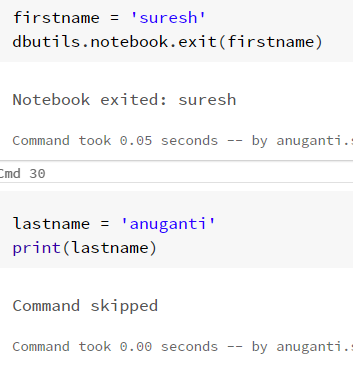 firstname = 'suresh'
dbutils.notebook.exit(firstname)
Notebook exited: suresh
Command took 0.05 seconds -- by anuganti.s
Cmd 30
lastname = 'anuganti'
print(lastname)
Command skipped
Command took 0.00 seconds -- by anuganti.s